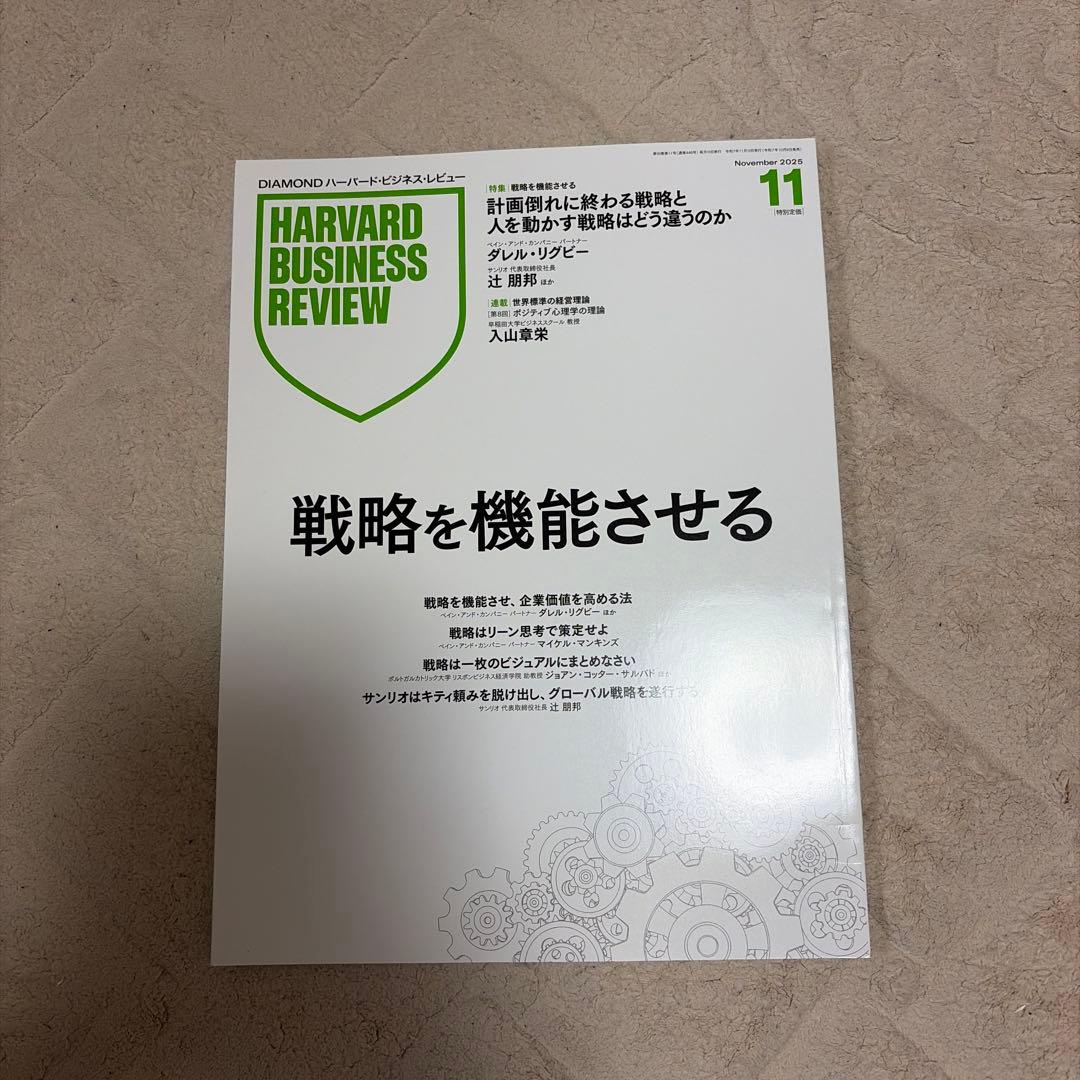 DIAMOND ハーバード・ビジネス・レビュー
HARVARD
BUSINESS
REVIEW
November 2025
11
[特別定価]
[特集] 戦略を機能させる
計画倒れに終わる戦略と
人を動かす戦略はどう違うのか
ベイン・アンド・カンパニー パートナー
ダレル・リグビー
サンリオ 代表取締役社長
辻 朋邦 ほか
[連載] 世界標準の経営理論
[第8回] ポジティブ心理学の理論
早稲田大学ビジネススクール 教授
入山章栄
戦略を機能させる
戦略を機能させ、企業価値を高める法
ベイン・アンド・カンパニー パートナー ダレル・リグビー ほか
戦略はリーン思考で策定せよ
ベイン・アンド・カンパニー パートナー マイケル・マンキンズ
戦略は一枚のビジュアルにまとめなさい
ポルトガルカトリック大学 リスボンビジネス経済学院 助教授 ジョアン・コッター・サルバド ほか
サンリオはキティ頼みを脱け出し、グローバル戦略を遂行する
サンリオ 代表取締役社長 辻 朋邦